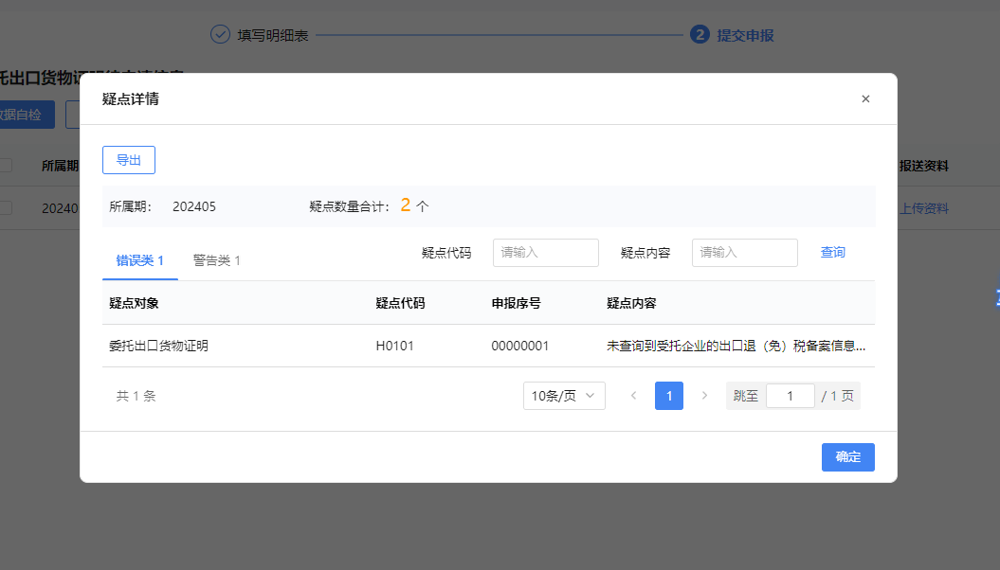 填写明细表
2 提交申报
托出口货物证明
数据自检
疑点详情
×
导出
所属期: 202405 疑点数量合计: 2 个
错误类 1 警告类 1 疑点代码 请输入 疑点内容 请输入 查询
疑点对象 疑点代码 申报序号 疑点内容
委托出口货物证明 H0101 00000001 未查询到受托企业的出口退（免）税备案信息...
共 1 条 10条/页 < 1 > 跳至 1 / 1 页
确定
所属期 报送资料
20240 上传资料